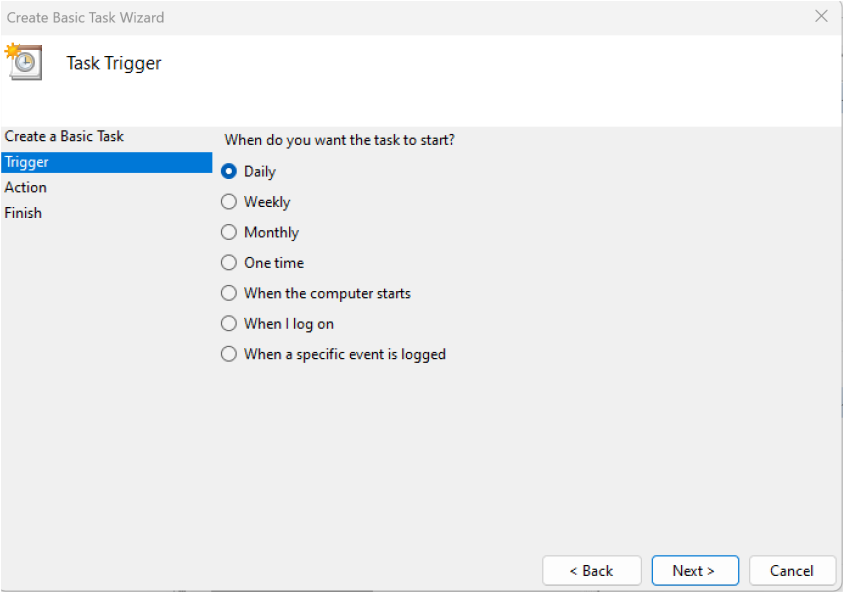 Create Basic Task Wizard
Task Trigger
Create a Basic Task
Trigger
Action
Finish
When do you want the task to start?
Daily
Weekly
Monthly
One time
When the computer starts
When I log on
When a specific event is logged
< Back
Next >
Cancel